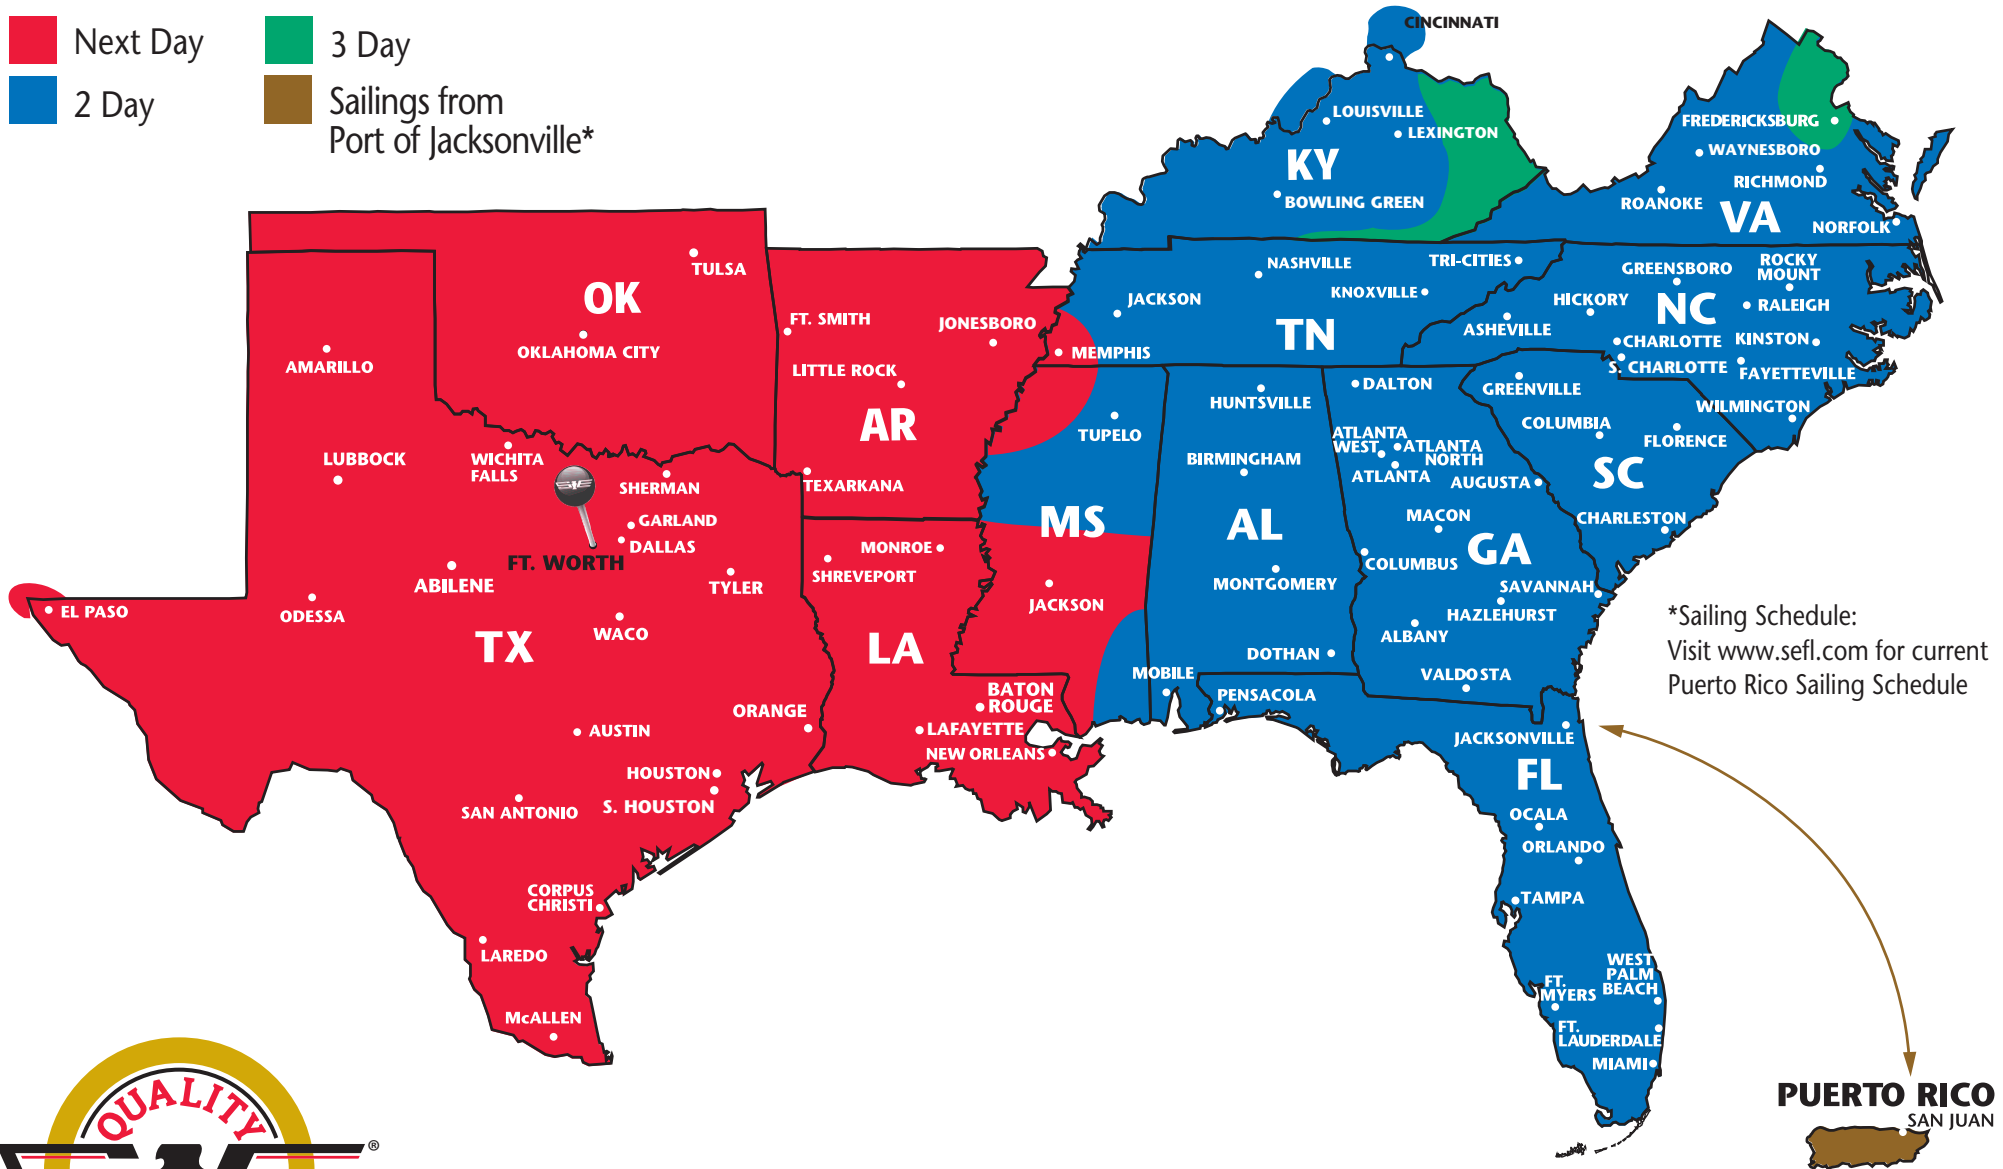 Next Day
3 Day
2 Day
Sailings from
Port of Jacksonville*
CINCINNATI
LOUISVILLE
LEXINGTON
KY
BOWLING GREEN
FREDERICKSBURG
WAYNESBORO
RICHMOND
ROANOKE
VA
NORFOLK
TULSA
OK
OKLAHOMA CITY
AMARILLO
FT. SMITH
JONESBORO
LITTLE ROCK
AR
TEXARKANA
NASHVILLE
TRI-CITIES
KNOXVILLE
JACKSON
TN
MEMPHIS
GREENSBORO
ROCKY
MOUNT
HICKORY
NC
RALEIGH
ASHEVILLE
CHARLOTTE
KINSTON
S. CHARLOTTE
FAYETTEVILLE
WILMINGTON
GREENVILLE
COLUMBIA
FLORENCE
SC
CHARLESTON
DALTON
HUNTSVILLE
TUPELO
ATLANTA
WEST
ATLANTA
NORTH
ATLANTA
AUGUSTA
BIRMINGHAM
MS
AL
MACON
GA
COLUMBUS
MONTGOMERY
SAVANNAH
HAZLEHURST
ALBANY
DOTHAN
VALDOSTA
MOBILE
PENSACOLA
LUBBOCK
WICHITA
FALLS
SHERMAN
GARLAND
DALLAS
FT. WORTH
ABILENE
TYLER
EL PASO
ODESSA
WACO
TX
MONROE
SHREVEPORT
JACKSON
LA
BATON
ROUGE
ORANGE
LAFAYETTE
NEW ORLEANS
AUSTIN
HOUSTON
S. HOUSTON
SAN ANTONIO
CORPUS
CHRISTI
LAREDO
McALLEN
JACKSONVILLE
FL
OCALA
ORLANDO
TAMPA
WEST
PALM
BEACH
FT.
MYERS
FT.
LAUDERDALE
MIAMI
*Sailing Schedule:
Visit www.sefl.com for current
Puerto Rico Sailing Schedule
PUERTO RICO
SAN JUAN
QUALITY
®